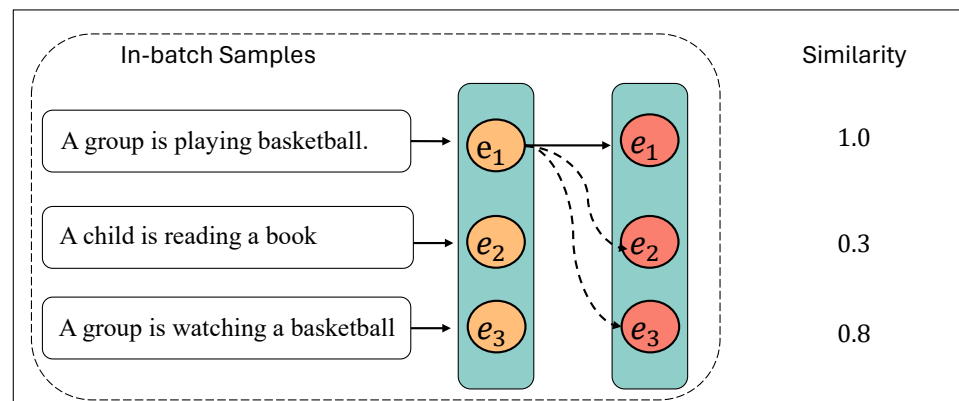 In-batch Samples Similarity
A group is playing basketball. e₁ e₁ 1.0
A child is reading a book e₂ e₂ 0.3
A group is watching a basketball e₃ e₃ 0.8